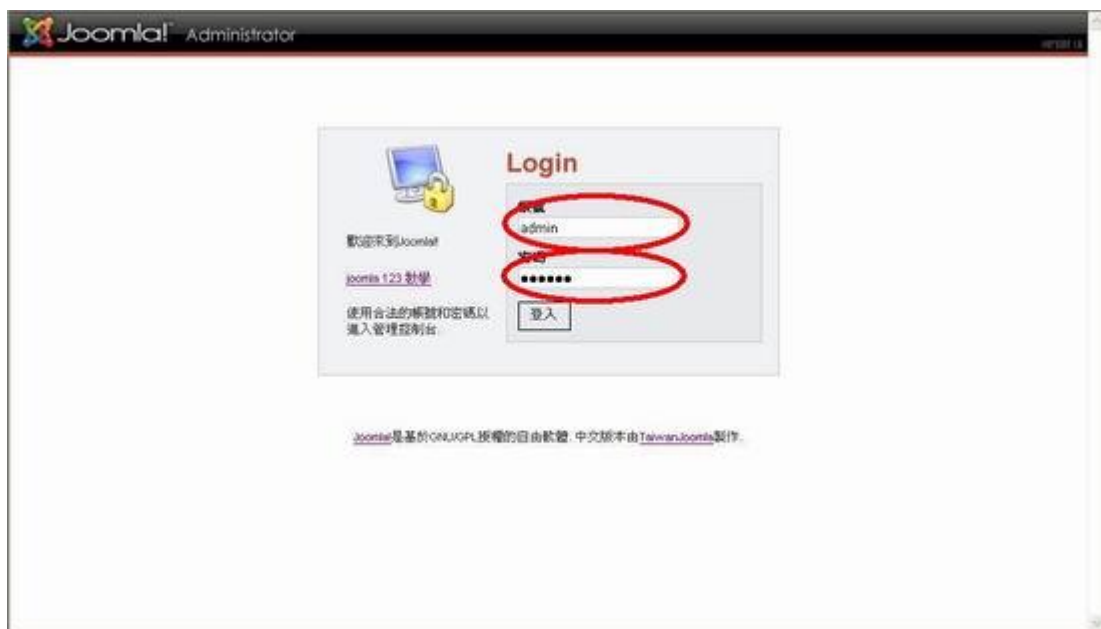 Joomla! Administrator
Login
帳號
admin
歡迎來到Joomla!
密碼
joomla 123 教學
使用合法的帳號和密碼以
進入管理控制台
登入
Joomla!是基於GNU/GPL授權的自由軟體. 中文版本由TaiwanJoomla製作.